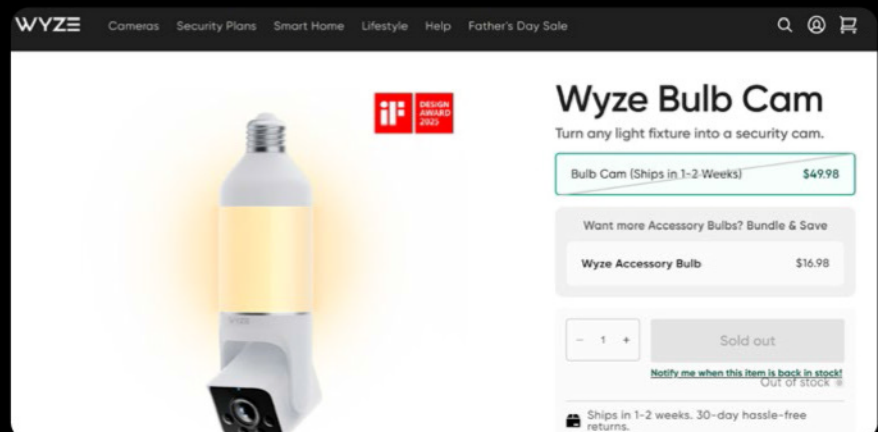 WYZE Cameras Security Plans Smart Home Lifestyle Help Father's Day Sale
iF DESIGN
AWARD
2025
WYZE
Wyze Bulb Cam
Turn any light fixture into a security cam.
Bulb Cam (Ships in 1-2 Weeks) $49.98
Want more Accessory Bulbs? Bundle & Save
Wyze Accessory Bulb $16.98
− 1 + Sold out
Notify me when this item is back in stock!
Out of stock
Ships in 1-2 weeks. 30-day hassle-free
returns.